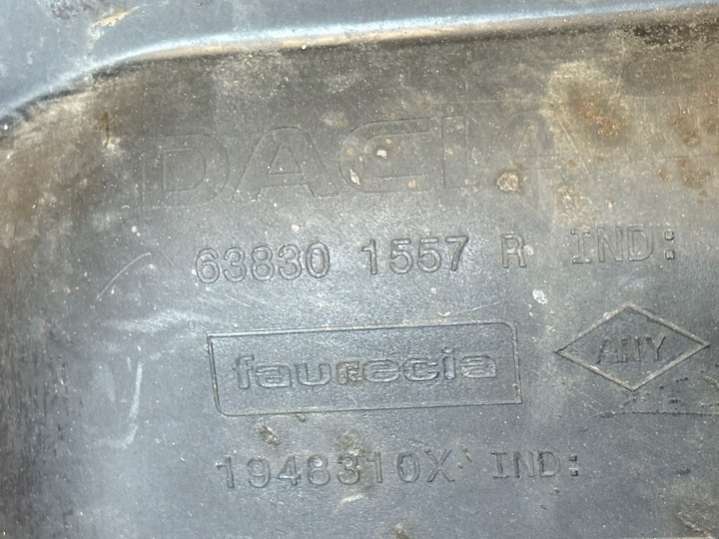 DACIA
63830 1557 R IND:
faurecia
ANY
1948310X IND: